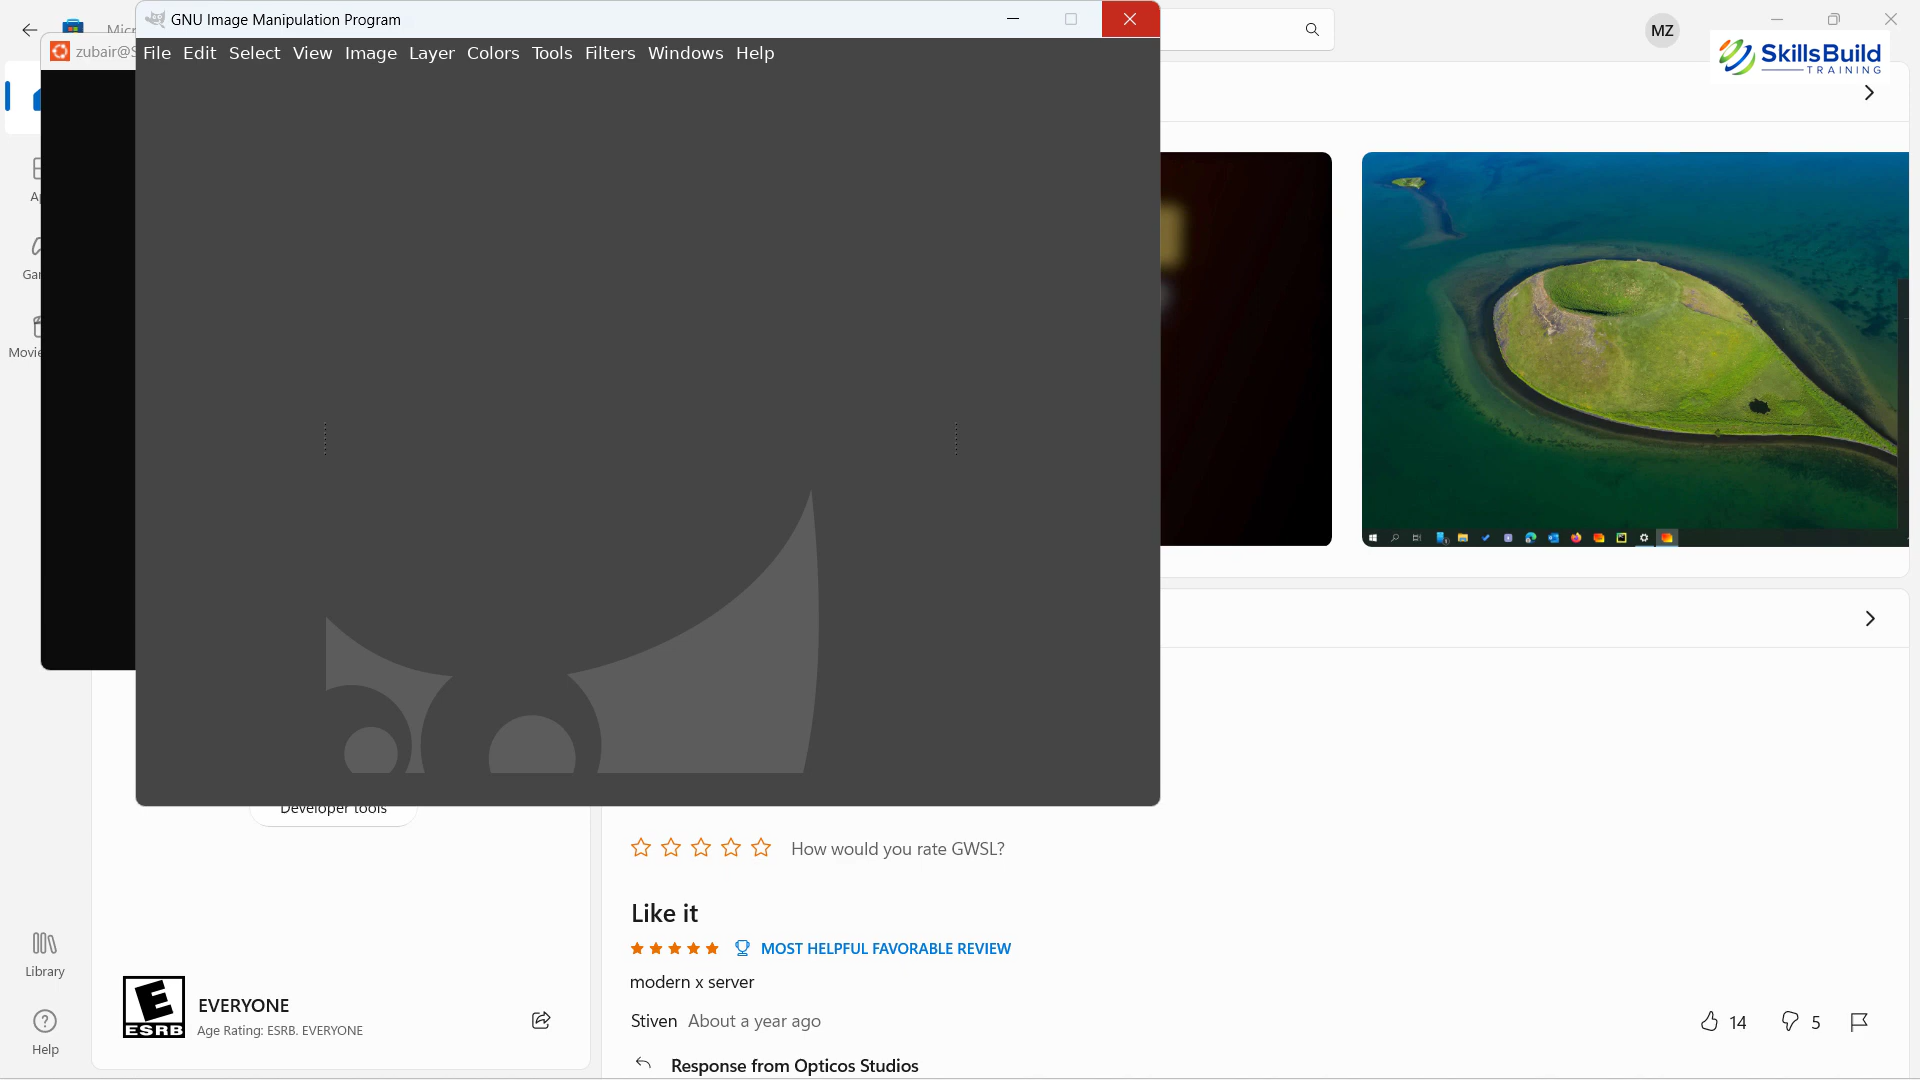 GNU Image Manipulation Program
MZ
SkillsBuild
TRAINING
zubair@S
File Edit Select View Image Layer Colors Tools Filters Windows Help
Developer tools
How would you rate GWSL?
Like it
MOST HELPFUL FAVORABLE REVIEW
modern x server
Stiven About a year ago
14 5
Response from Opticos Studios
E
ESRB
EVERYONE
Age Rating: ESRB. EVERYONE
Library
Help